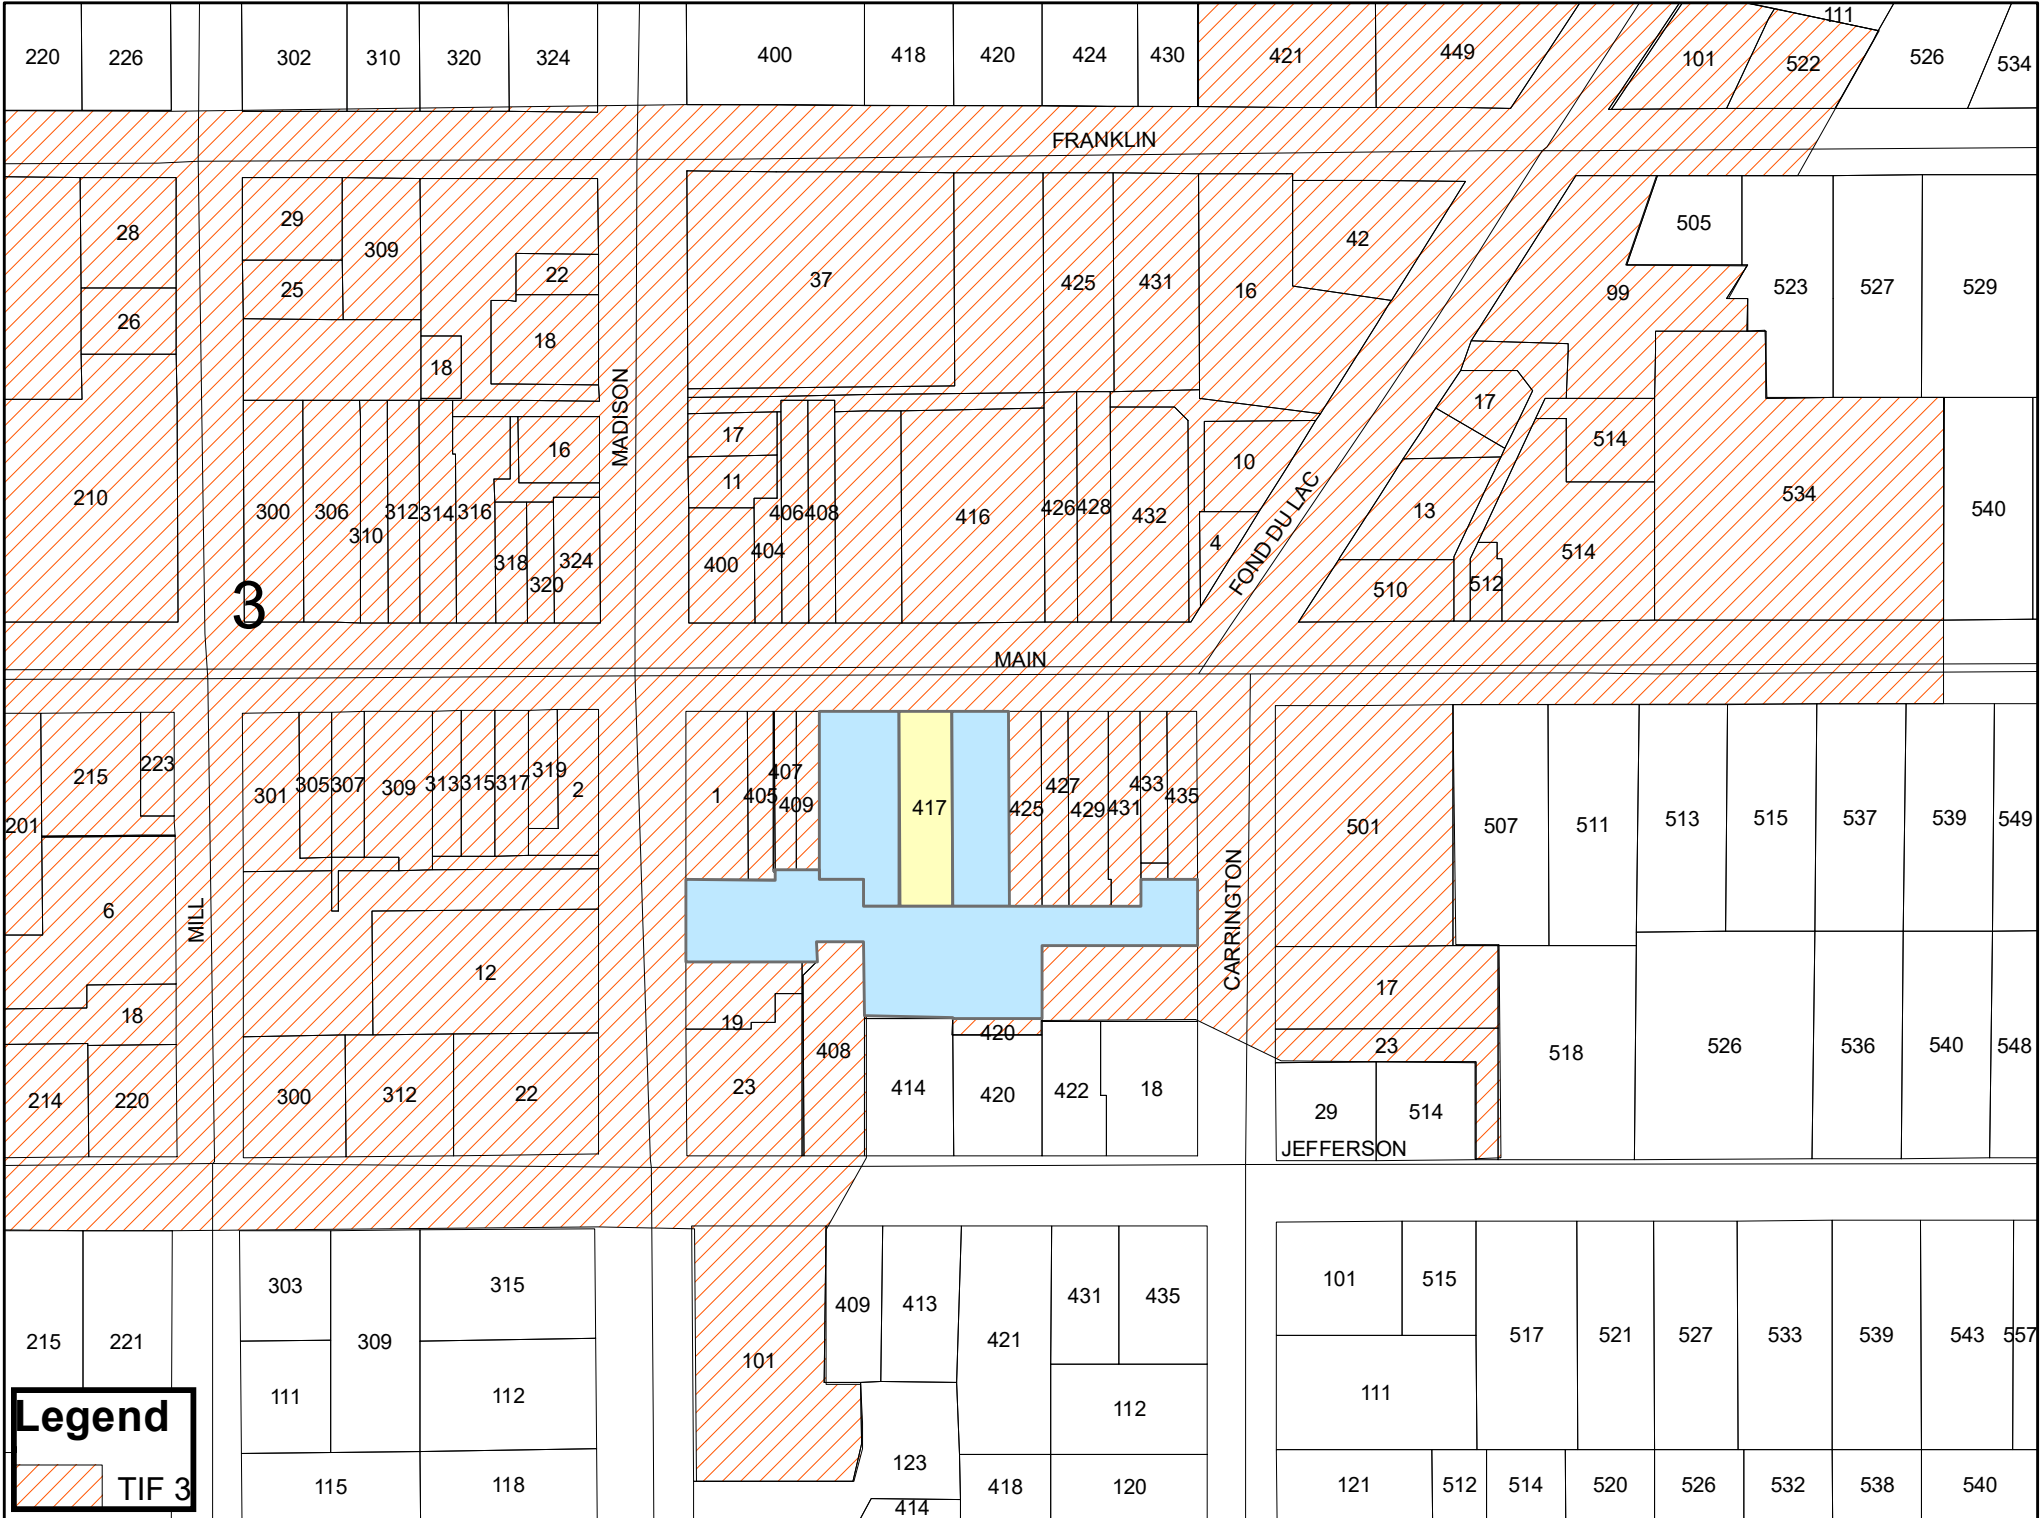 220 226 302 310 320 324 400 418 420 424 430 421 449 101 522 111 526 534
FRANKLIN
28 29 309 22 37 425 431 16 42 99 505 523 527 529
26 25 18 18
17 16 17 11 10 514
MADISON
210 300 306 310 312 314 316 318 320 324 400 404 406 408 416 426 428 432 4 13 510 512 514 534 540
FOND DU LAC
3
MAIN
201 215 223 301 305 307 309 313 315 317 319 2 1 405 407 409 417 425 427 429 431 433 435 501 507 511 513 515 537 539 549
MILL
CARRINGTON
6 12 17
18 19 420 23
214 220 300 312 22 23 408 414 420 422 18 29 514 518 526 536 540 548
JEFFERSON
303 315 409 413 421 431 435 101 515
215 221 309 101 517 521 527 533 539 543 557
111 112 112 111
Legend
TIF 3
115 118 123 414 418 120 121 512 514 520 526 532 538 540